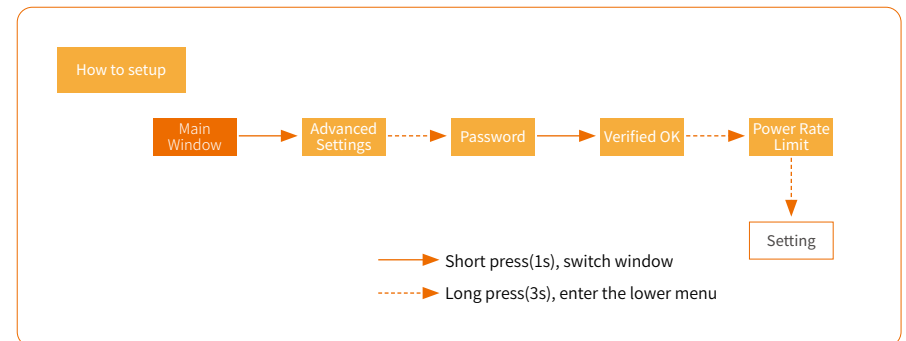 How to setup
Main
Window
Advanced
Settings
Password
Verified OK
Power Rate
Limit
Setting
Short press(1s), switch window
Long press(3s), enter the lower menu